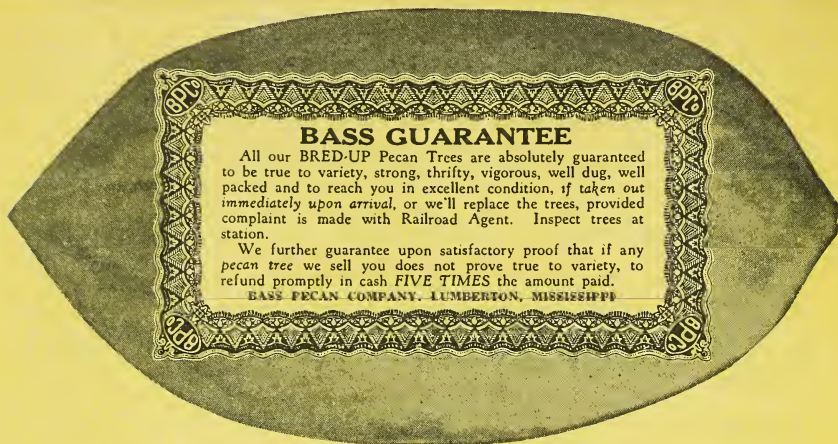 BPCo
BPCo
BASS GUARANTEE
All our BRED-UP Pecan Trees are absolutely guaranteed
to be true to variety, strong, thrifty, vigorous, well dug, well
packed and to reach you in excellent condition, if taken out
immediately upon arrival, or we'll replace the trees, provided
complaint is made with Railroad Agent. Inspect trees at
station.
We further guarantee upon satisfactory proof that if any
pecan tree we sell you does not prove true to variety, to
refund promptly in cash FIVE TIMES the amount paid.
BASS PECAN COMPANY, LUMBERTON, MISSISSIPPI
BPCo
BPCo